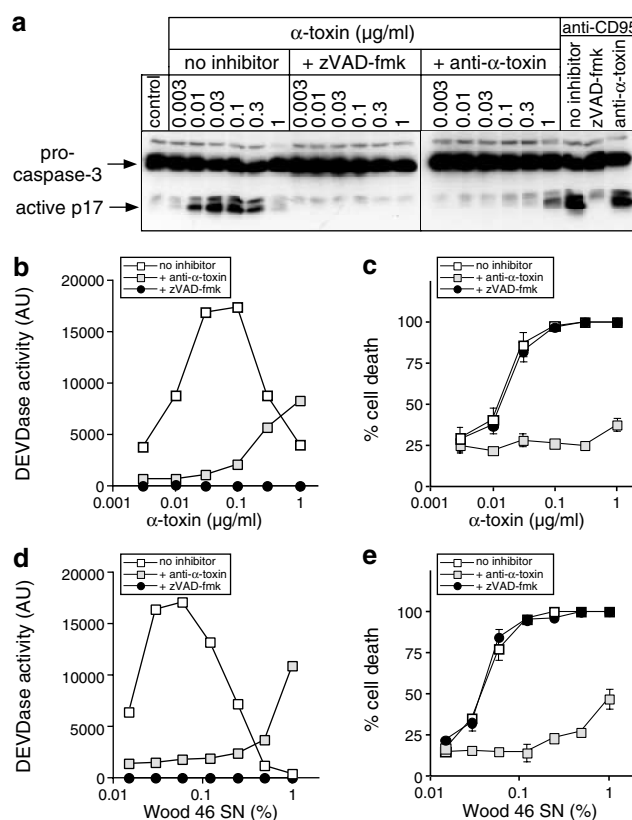 a
α-toxin (µg/ml)
anti-CD95
no inhibitor
+ zVAD-fmk
+ anti-α-toxin
control
0.003
0.01
0.03
0.1
0.3
1
0.003
0.01
0.03
0.1
0.3
1
0.003
0.01
0.03
0.1
0.3
1
no inhibitor
zVAD-fmk
anti-α-toxin
pro-
caspase-3
active p17
b
no inhibitor
+ anti-α-toxin
+ zVAD-fmk
DEVDase activity (AU)
20000
15000
10000
5000
0
0.001
0.01
0.1
1
α-toxin (µg/ml)
c
no inhibitor
+ anti-α-toxin
+ zVAD-fmk
% cell death
100
75
50
25
0
0.001
0.01
0.1
1
α-toxin (µg/ml)
d
no inhibitor
+ anti-α-toxin
+ zVAD-fmk
DEVDase activity (AU)
20000
15000
10000
5000
0
0.01
0.1
1
Wood 46 SN (%)
e
no inhibitor
+ anti-α-toxin
+ zVAD-fmk
% cell death
100
75
50
25
0
0.01
0.1
1
Wood 46 SN (%)